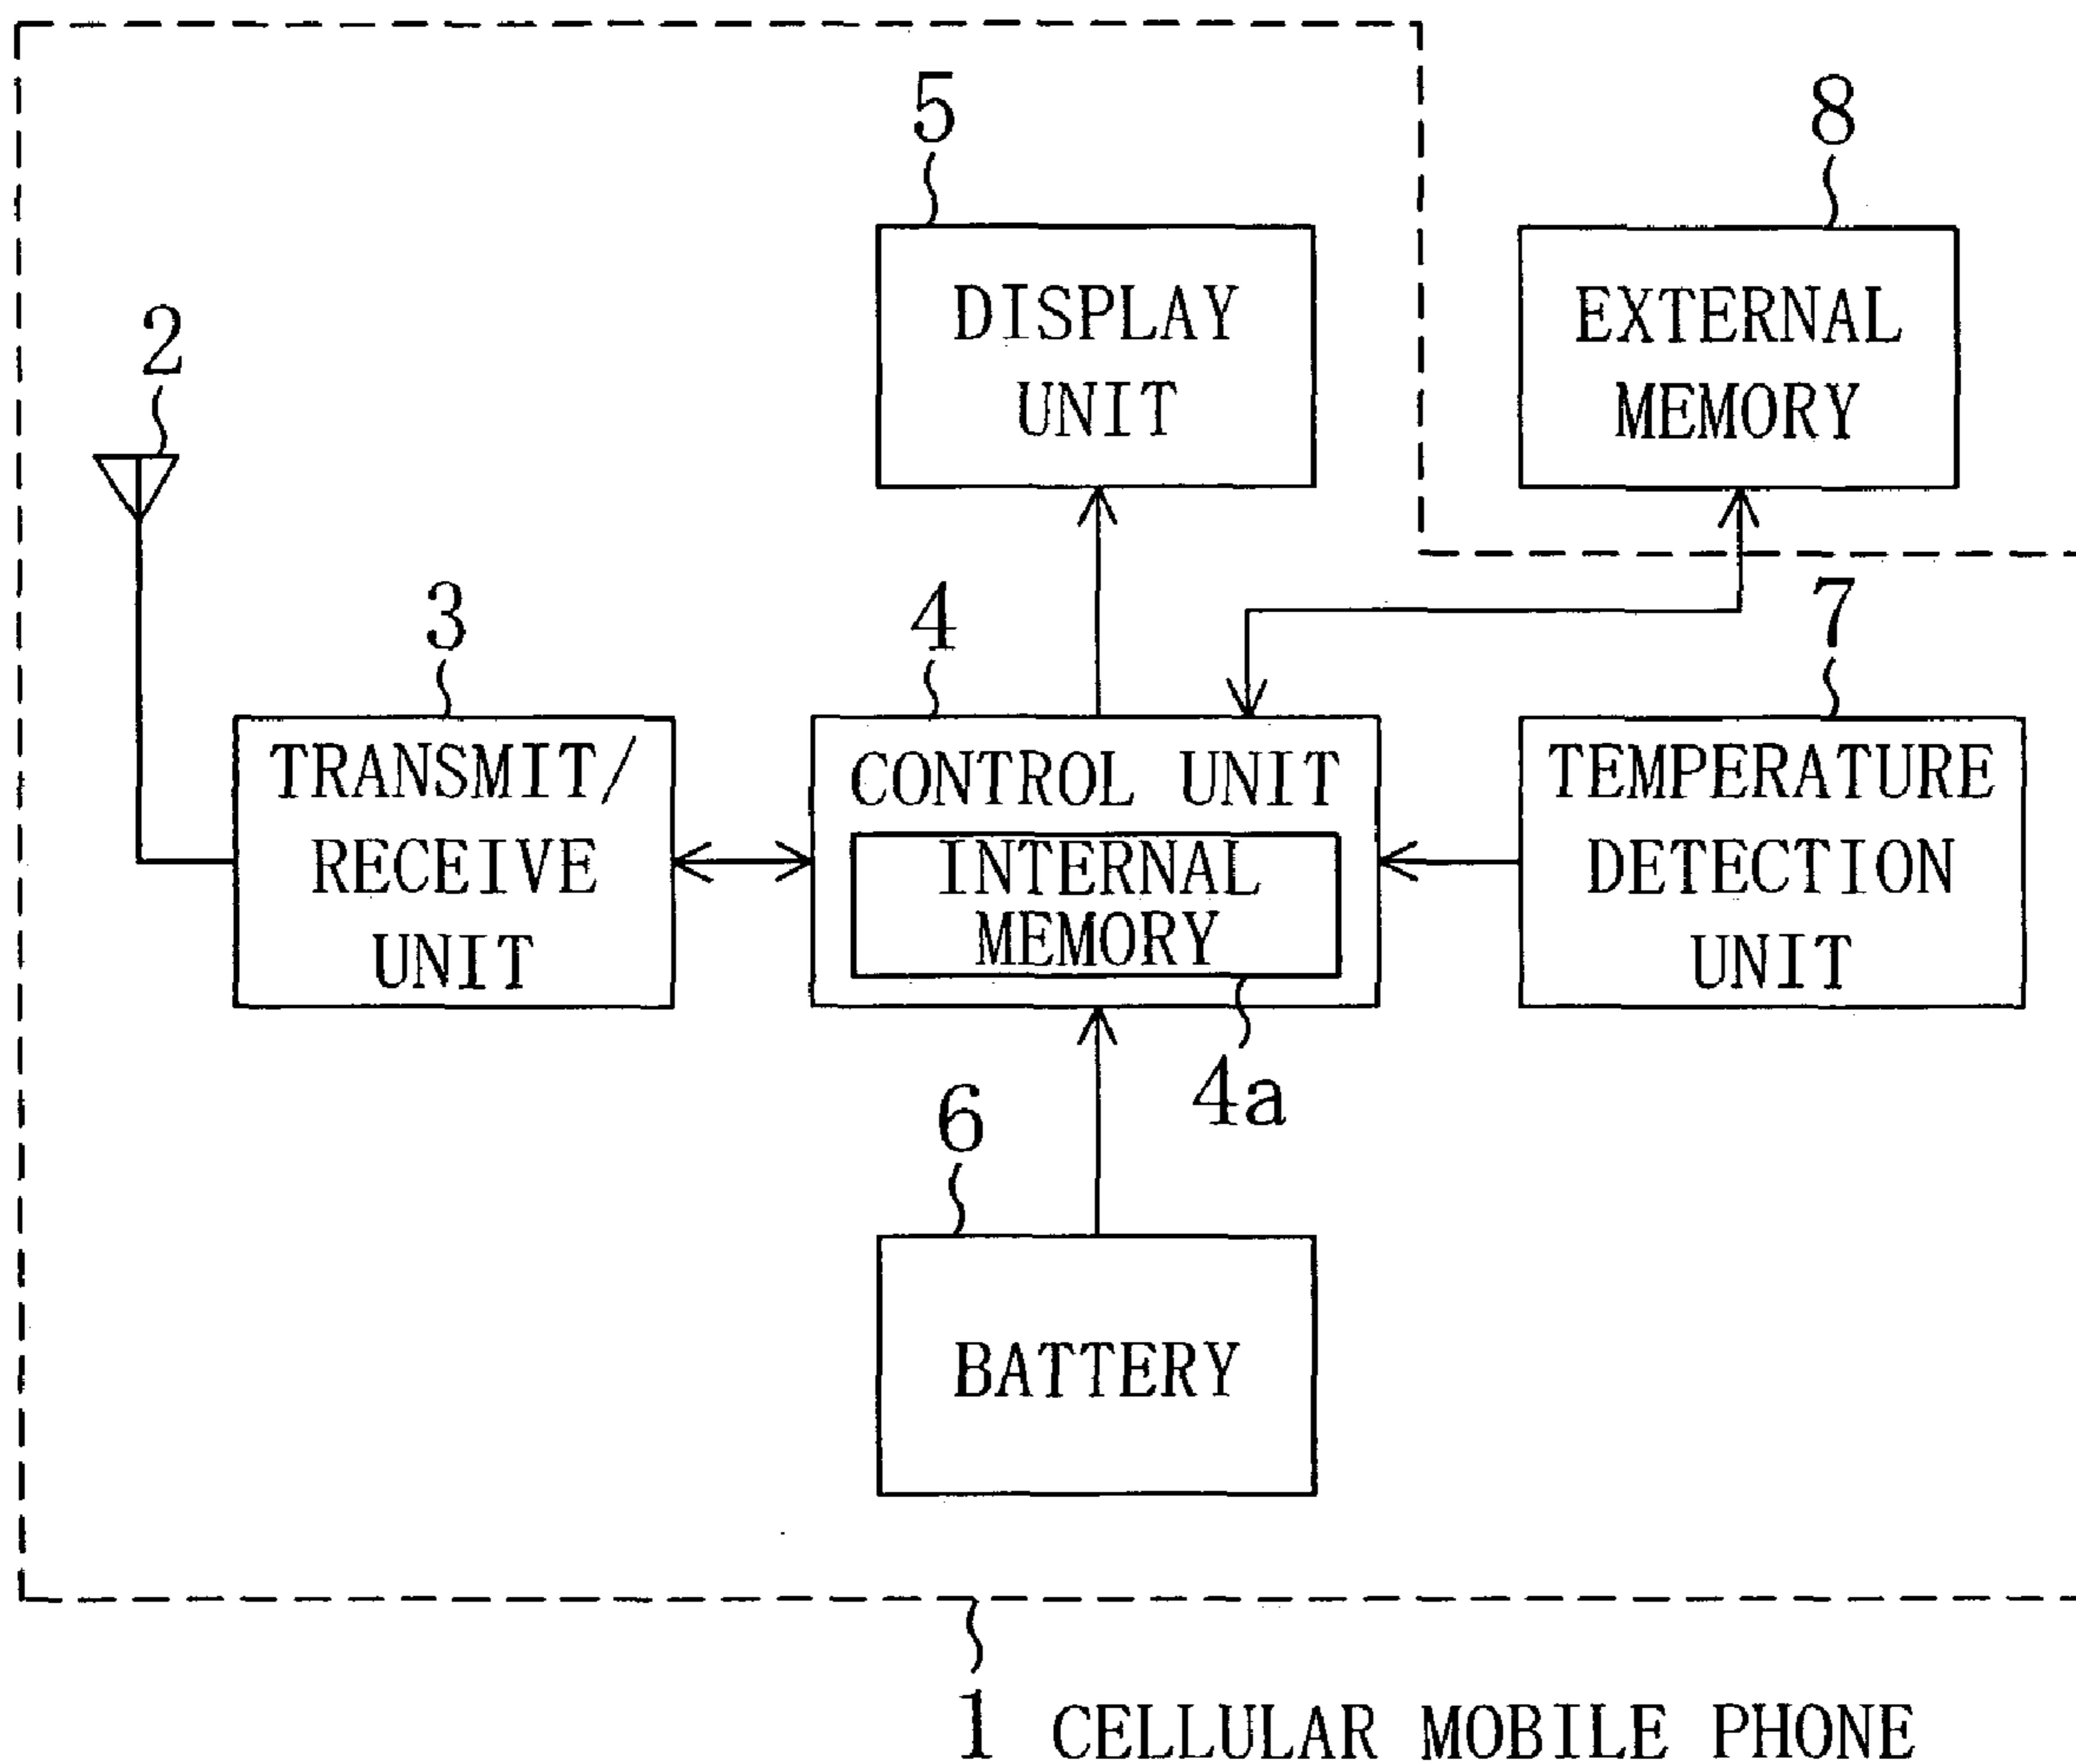 5
8
DISPLAY
UNIT
EXTERNAL
MEMORY
2
3
4
7
TRANSMIT/
RECEIVE
UNIT
CONTROL UNIT
INTERNAL
MEMORY
TEMPERATURE
DETECTION
UNIT
4a
6
BATTERY
1 CELLULAR MOBILE PHONE